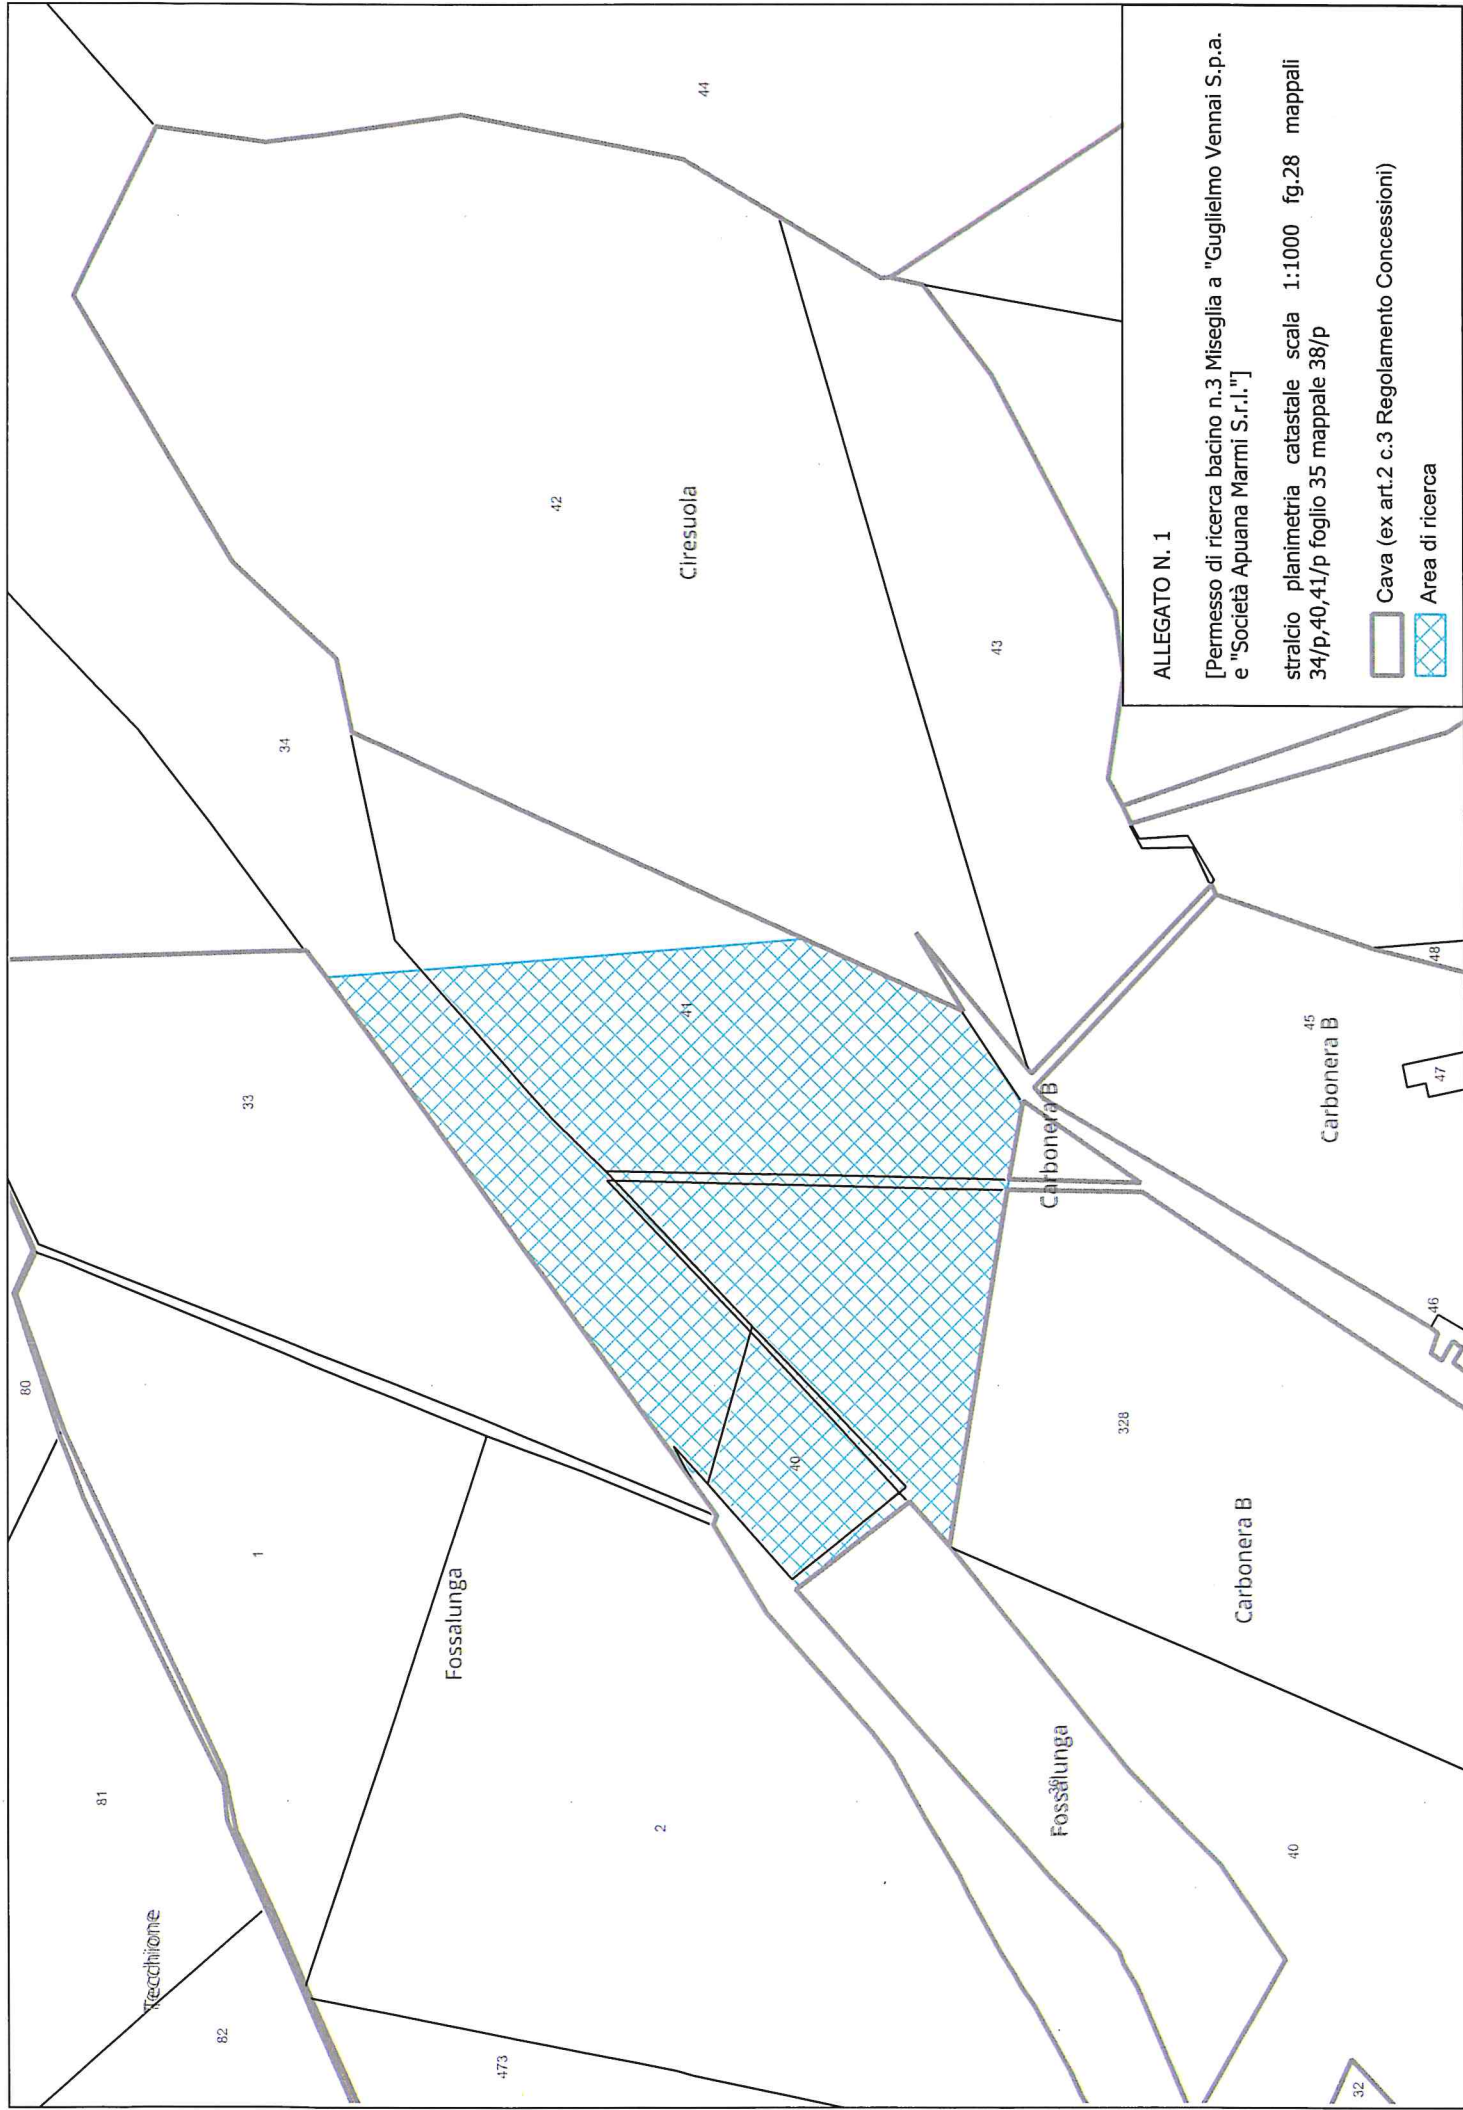 ALLEGATO N. 1
[Permesso di ricerca bacino n.3 Miseglia a "Guglielmo Vennai S.p.a.
e "Società Apuana Marmi S.r.l."]
stralcio planimetria catastale scala 1:1000 fg.28 mappali
34/p,40,41/p foglio 35 mappale 38/p
Cava (ex art.2 c.3 Regolamento Concessioni)
Area di ricerca
44
42
Ciresuola
43
34
33
41
40
Carbonera B
45
Carbonera B
48
47
46
328
Carbonera B
80
1
Fossalunga
81
2
36
Fossalunga
40
Tecchione
82
473
32